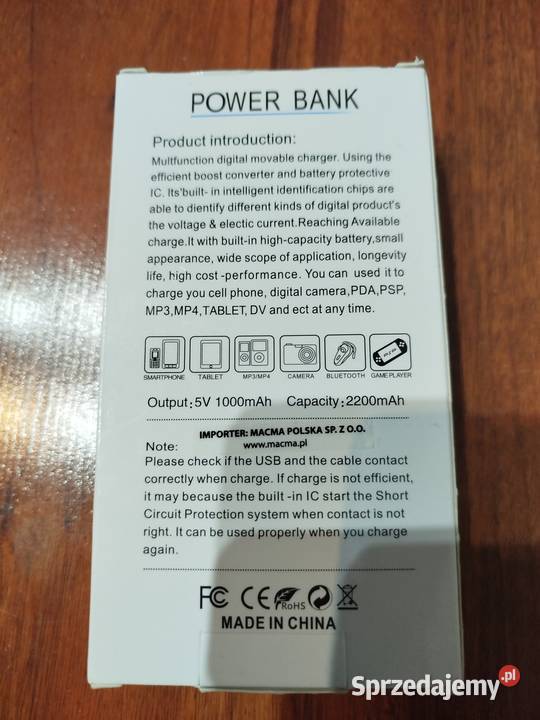 POWER BANK
Product introduction:
Multfunction digital movable charger. Using the
efficient boost converter and battery protective
IC. Its'built- in intelligent identification chips are
able to dientify different kinds of digital product's
the voltage & electic current.Reaching Available
charge.It with built-in high-capacity battery,small
appearance, wide scope of application, longevity
life, high cost -performance. You can used it to
charge you cell phone, digital camera,PDA,PSP,
MP3,MP4,TABLET, DV and ect at any time.
SMARTPHONE TABLET MP3/MP4 CAMERA BLUETOOTH GAME PLAYER
Output:5V 1000mAh Capacity:2200mAh
IMPORTER: MACMA POLSKA SP. Z O.O.
www.macma.pl
Note:
Please check if the USB and the cable contact
correctly when charge. If charge is not efficient,
it may because the built -in IC start the Short
Circuit Protection system when contact is not
right. It can be used properly when you charge
again.
FC CE RoHS
MADE IN CHINA
Sprzedajemy.pl